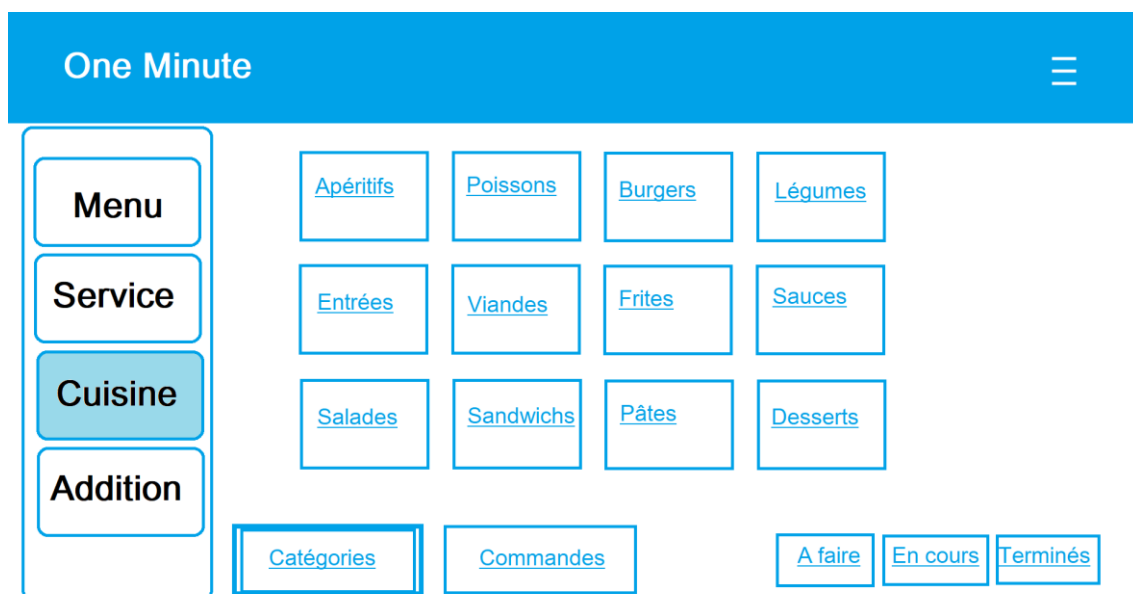 One Minute
Menu
Service
Cuisine
Addition
Apéritifs Poissons Burgers Légumes
Entrées Viandes Frites Sauces
Salades Sandwichs Pâtes Desserts
Catégories Commandes A faire En cours Terminés